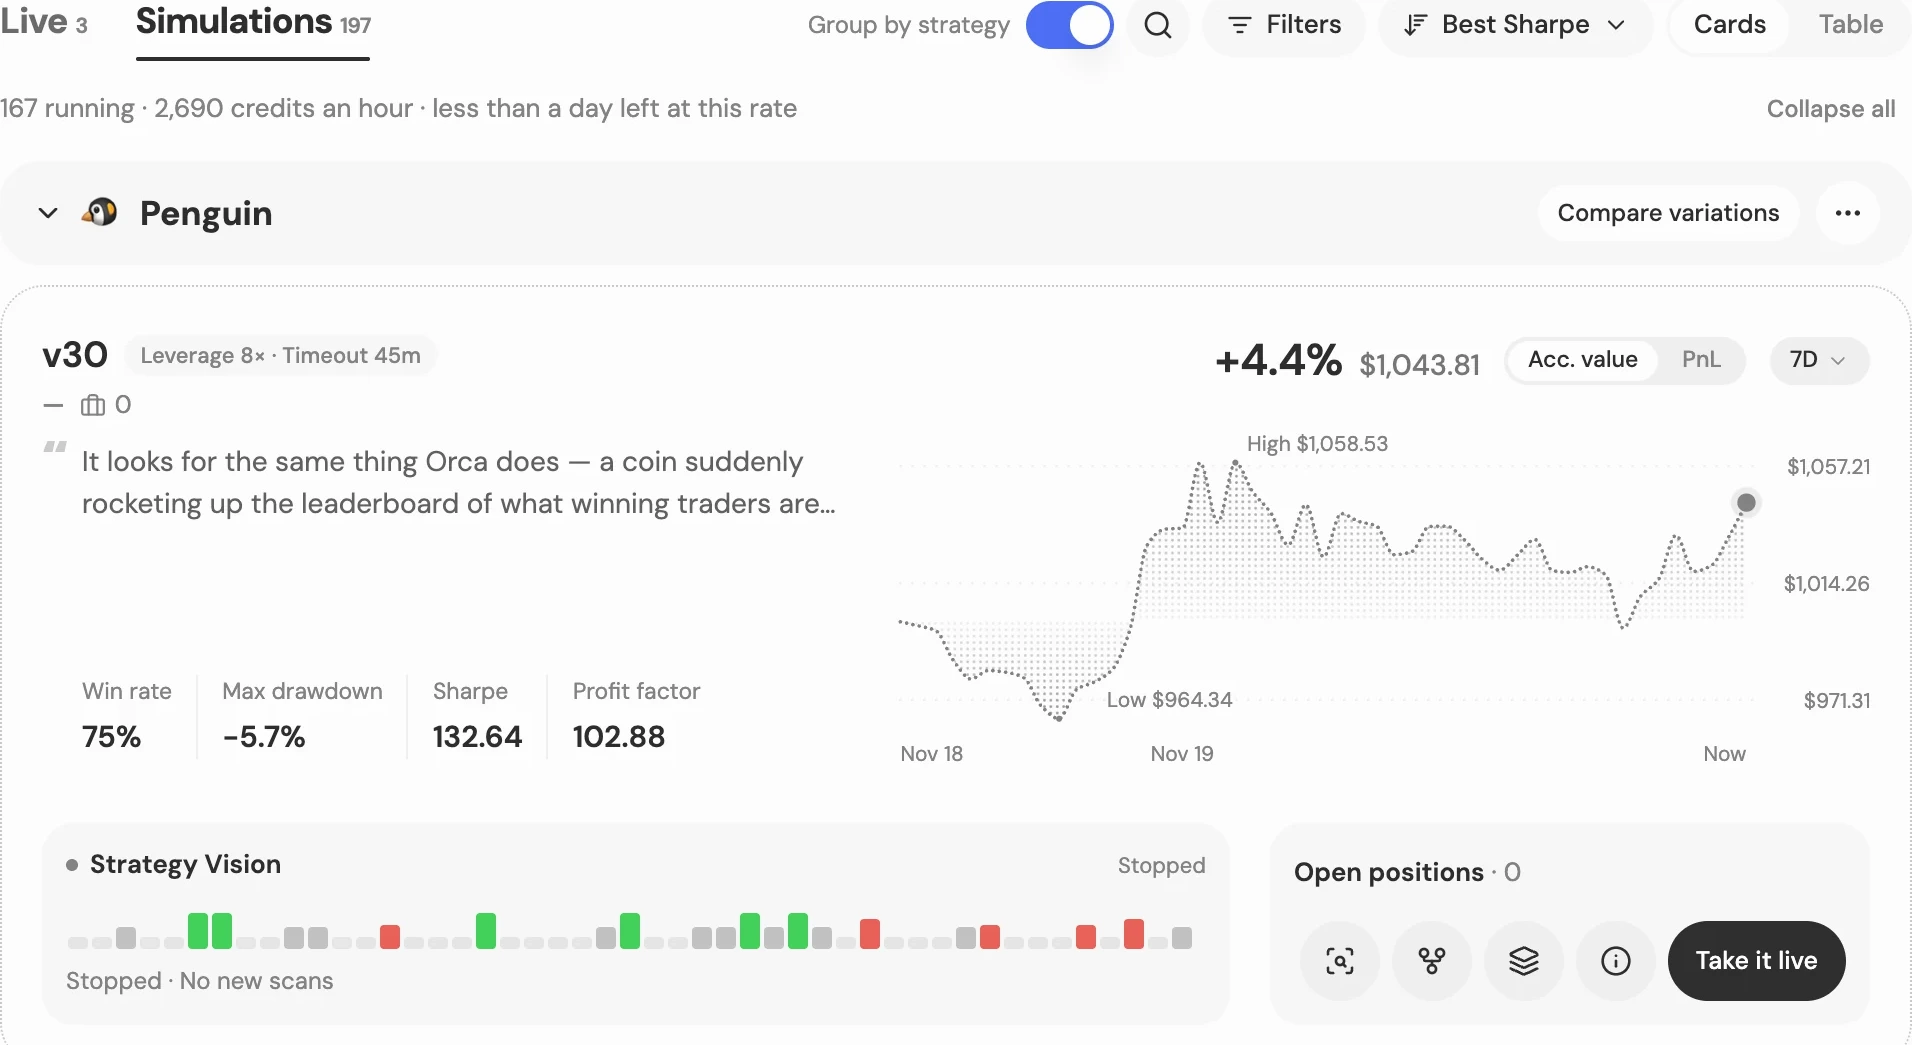 Live 3
Simulations 197
Group by strategy
Filters
Best Sharpe
Cards
Table
167 running · 2,690 credits an hour · less than a day left at this rate
Collapse all
Penguin
Compare variations
v30
Leverage 8× · Timeout 45m
+4.4%
$1,043.81
Acc. value
PnL
7D
— 0
“ It looks for the same thing Orca does — a coin suddenly
rocketing up the leaderboard of what winning traders are...
High $1,058.53
$1,057.21
$1,014.26
Low $964.34
$971.31
Nov 18
Nov 19
Now
Win rate
75%
Max drawdown
-5.7%
Sharpe
132.64
Profit factor
102.88
Strategy Vision
Stopped
Stopped · No new scans
Open positions · 0
Take it live